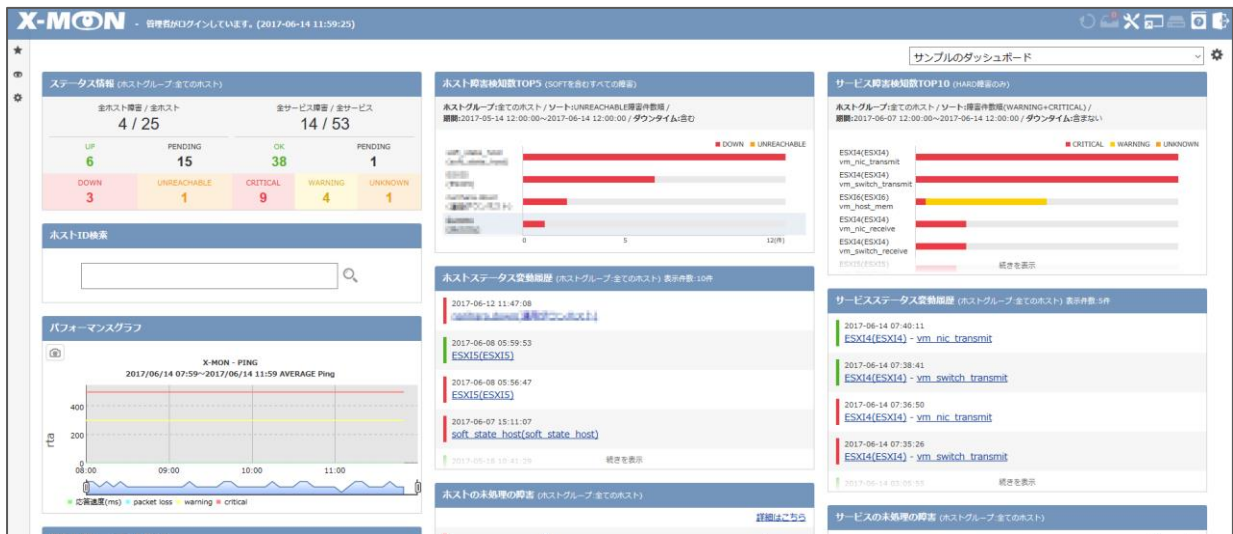 X-MON - 管理者がログインしています。(2017-06-14 11:59:25)
サンプルのダッシュボード
ステータス情報 (ホストグループ:全てのホスト)
全ホスト障害 / 全ホスト
4 / 25
全サービス障害 / 全サービス
14 / 53
UP
6
PENDING
15
OK
38
PENDING
1
DOWN
3
UNREACHABLE
1
CRITICAL
9
WARNING
4
UNKNOWN
1
ホストID検索
パフォーマンスグラフ
X-MON - PING
2017/06/14 07:59~2017/06/14 11:59 AVERAGE Ping
rta
400
200
0
08:00 09:00 10:00 11:00
応答速度(ms) packet loss warning critical
ホスト障害検知数TOP5 (SOFTを含むすべての障害)
ホストグループ:全てのホスト / ソート:UNREACHABLE障害件数順 /
期間:2017-05-14 12:00:00~2017-06-14 12:00:00 / ダウンタイム:含む
DOWN UNREACHABLE
0 5 12(件)
ホストステータス変動履歴 (ホストグループ:全てのホスト) 表示件数:10件
2017-06-12 11:47:08
2017-06-08 05:59:53
ESXI5(ESXI5)
2017-06-08 05:56:47
ESXI5(ESXI5)
2017-06-07 15:11:07
soft_state_host(soft_state_host)
2017-05-18 10:41:29
続きを表示
ホストの未処理の障害 (ホストグループ:全てのホスト)
詳細はこちら
サービス障害検知数TOP10 (HARD障害のみ)
ホストグループ:全てのホスト / ソート:障害件数順(WARNING+CRITICAL) /
期間:2017-06-07 12:00:00~2017-06-14 12:00:00 / ダウンタイム:含まない
CRITICAL WARNING UNKNOWN
ESXI4(ESXI4)
vm_nic_transmit
ESXI4(ESXI4)
vm_switch_transmit
ESXI6(ESXI6)
vm_host_mem
ESXI4(ESXI4)
vm_nic_receive
ESXI4(ESXI4)
vm_switch_receive
ESXI5(ESXI5)
続きを表示
サービスステータス変動履歴 (ホストグループ:全てのホスト) 表示件数:5件
2017-06-14 07:40:11
ESXI4(ESXI4) - vm_nic_transmit
2017-06-14 07:38:41
ESXI4(ESXI4) - vm_switch_transmit
2017-06-14 07:36:50
ESXI4(ESXI4) - vm_nic_transmit
2017-06-14 07:35:26
ESXI4(ESXI4) - vm_switch_transmit
続きを表示
サービスの未処理の障害 (ホストグループ:全てのホスト)